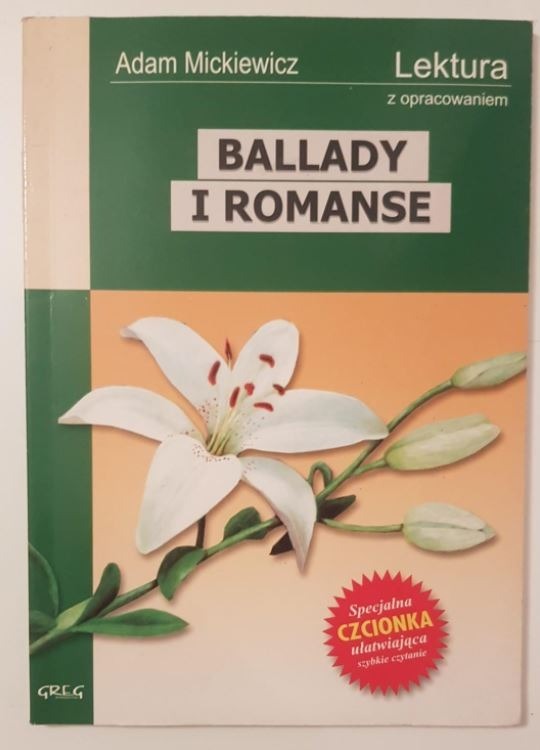 Adam Mickiewicz
Lektura
z opracowaniem
BALLADY
I ROMANSE
Specjalna
CZCIONKA
ułatwiająca
szybkie czytanie
GREG